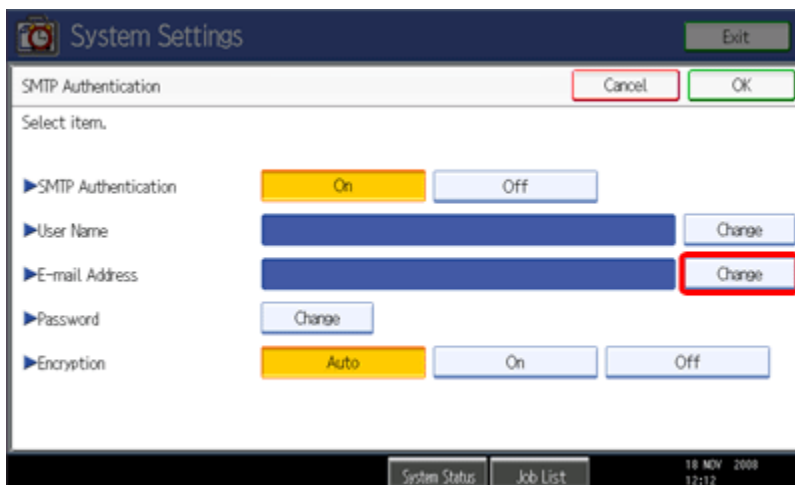 System Settings Exit
SMTP Authentication Cancel OK
Select item.
►SMTP Authentication On Off
►User Name Change
►E-mail Address Change
►Password Change
►Encryption Auto On Off
System Status Job List 18 NOV 2008
12:12